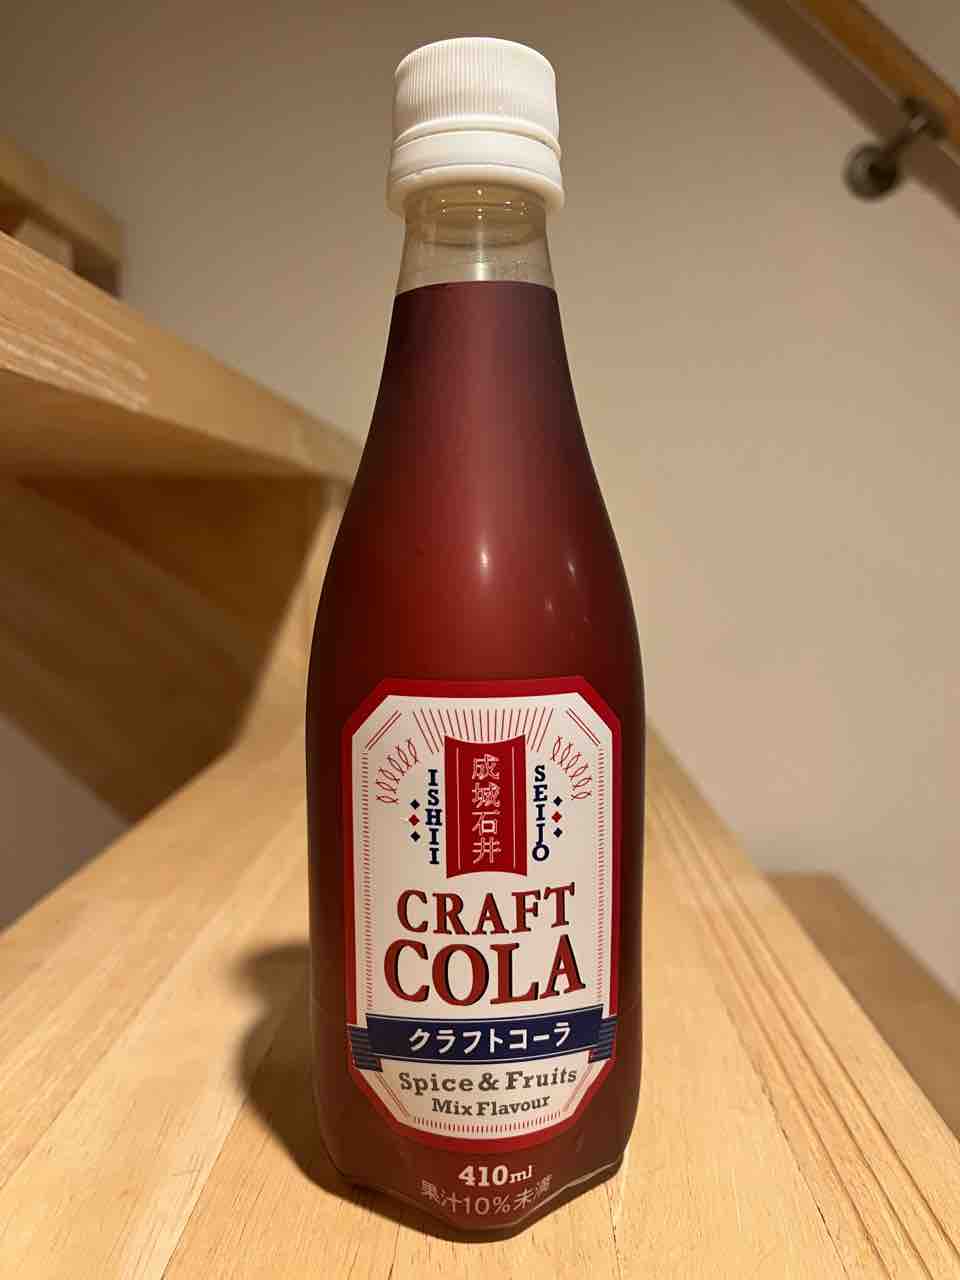 成城石井
ISHII
SEIJO
CRAFT
COLA
クラフトコーラ
Spice & Fruits
Mix Flavour
410ml
果汁10%未満